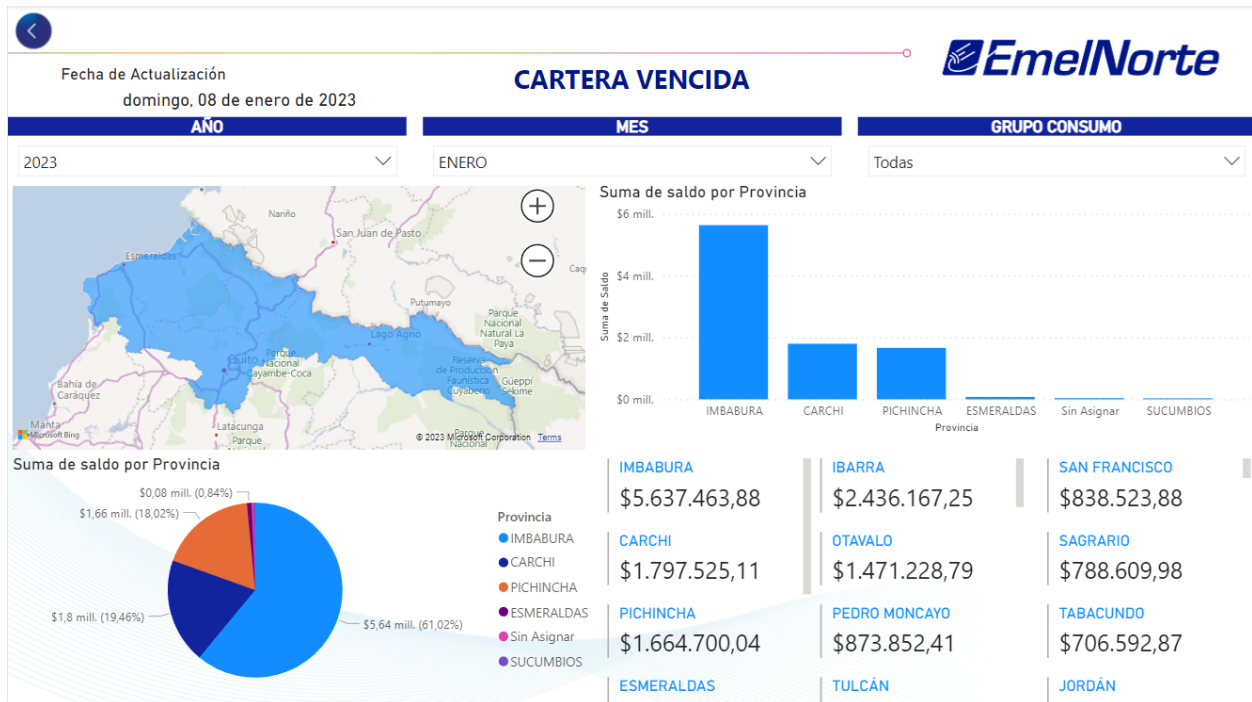 EmelNorte
Fecha de Actualización
domingo, 08 de enero de 2023
CARTERA VENCIDA
AÑO
MES
GRUPO CONSUMO
2023
ENERO
Todas
Nariño
San Juan de Pasto
Esmeraldas
Caq
Putumayo
Parque
Nacional
Natural La
Paya
Lago Agrio
Quito
Parque
Nacional
Cayambe-Coca
Reserva
de Producción
Faunística
Cuyabeno
Güeppí
Sekime
Bahía de
Caráquez
Manta
Latacunga
Parque
Nacional
Parque
Nacional
Microsoft Bing
© 2023 Microsoft Corporation Terms
Suma de saldo por Provincia
$6 mill.
$4 mill.
$2 mill.
$0 mill.
Suma de Saldo
IMBABURA
CARCHI
PICHINCHA
ESMERALDAS
Sin Asignar
SUCUMBIOS
Provincia
Suma de saldo por Provincia
$0,08 mill. (0,84%)
$1,66 mill. (18,02%)
$1,8 mill. (19,46%)
$5,64 mill. (61,02%)
Provincia
IMBABURA
CARCHI
PICHINCHA
ESMERALDAS
Sin Asignar
SUCUMBIOS
IMBABURA
$5.637.463,88
CARCHI
$1.797.525,11
PICHINCHA
$1.664.700,04
ESMERALDAS
IBARRA
$2.436.167,25
OTAVALO
$1.471.228,79
PEDRO MONCAYO
$873.852,41
TULCÁN
SAN FRANCISCO
$838.523,88
SAGRARIO
$788.609,98
TABACUNDO
$706.592,87
JORDÁN